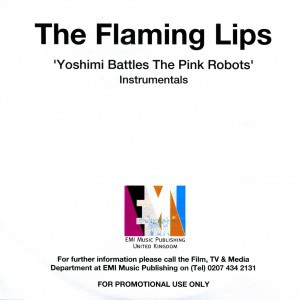 The Flaming Lips
'Yoshimi Battles The Pink Robots'
Instrumentals
EMI
EMI MUSIC PUBLISHING
UNITED KINGDOM
For further information please call the Film, TV & Media
Department at EMI Music Publishing on (Tel) 0207 434 2131
FOR PROMOTIONAL USE ONLY